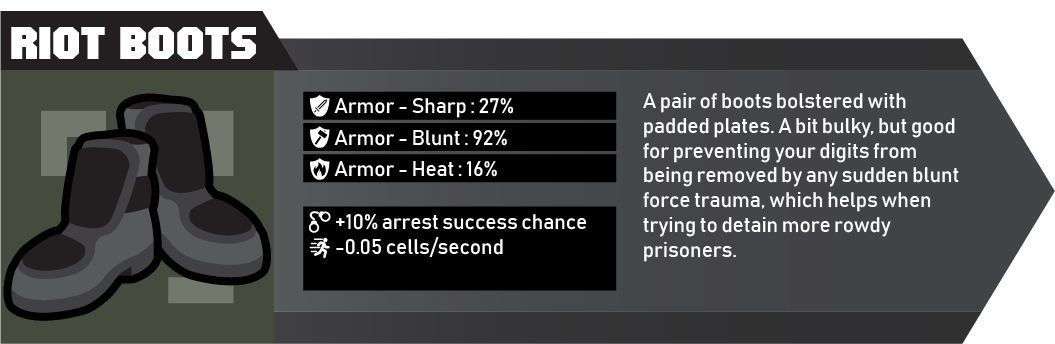 RIOT BOOTS
Armor - Sharp : 27%
Armor - Blunt : 92%
Armor - Heat : 16%
+10% arrest success chance
-0.05 cells/second
A pair of boots bolstered with
padded plates. A bit bulky, but good
for preventing your digits from
being removed by any sudden blunt
force trauma, which helps when
trying to detain more rowdy
prisoners.